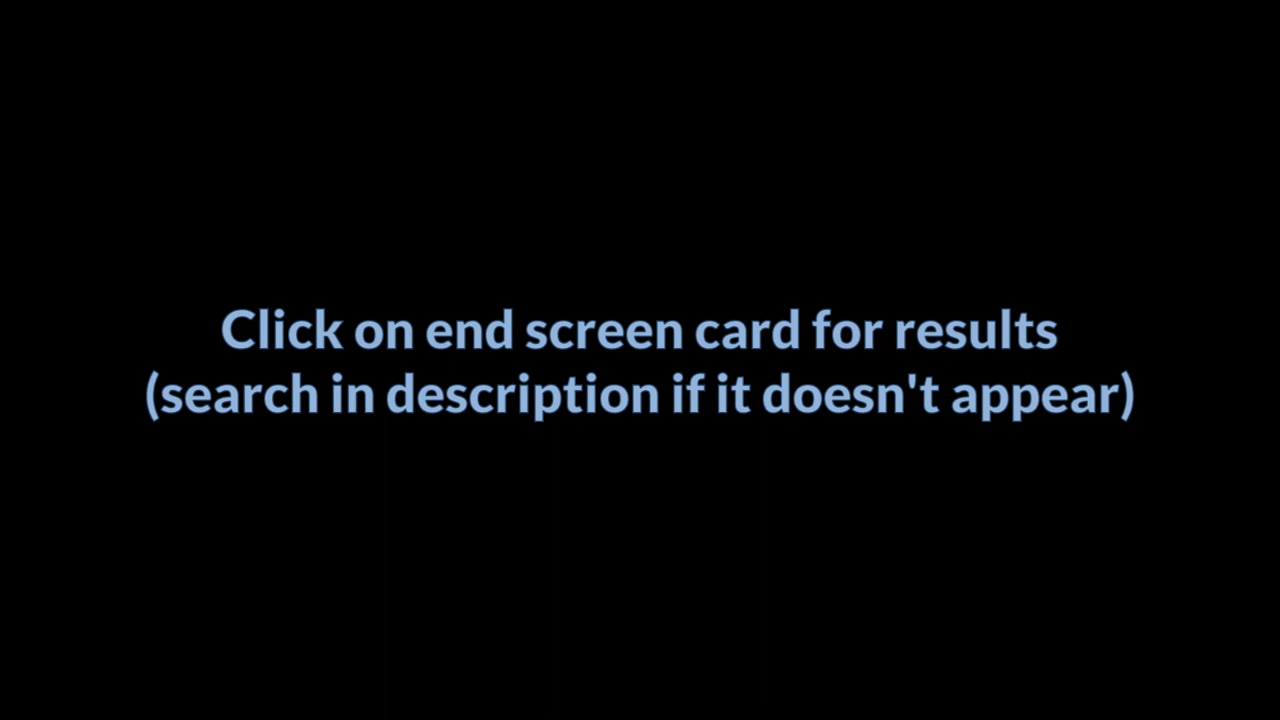 Click on end screen card for results
(search in description if it doesn't appear)